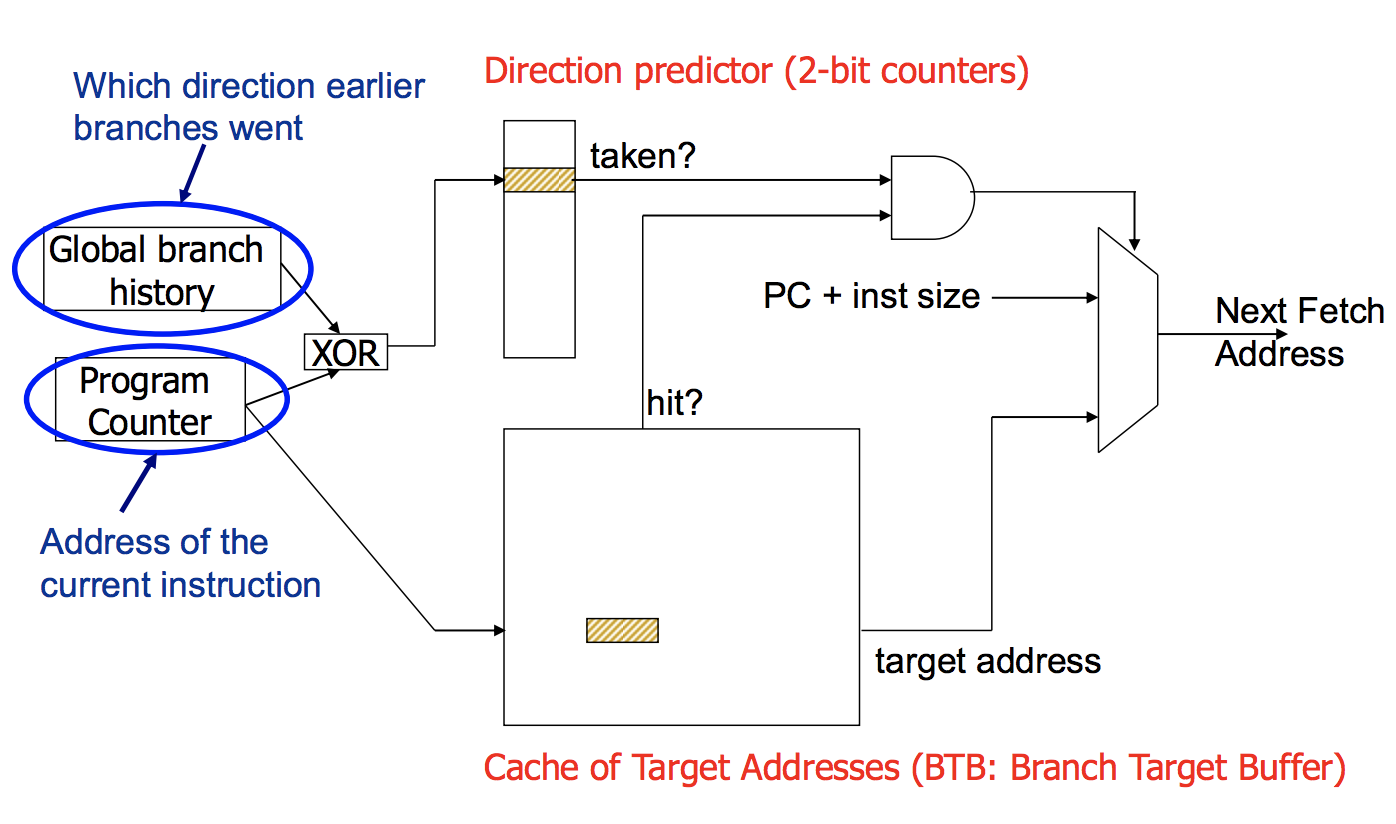 Direction predictor (2-bit counters)
Which direction earlier
branches went
taken?
Global branch
history
PC + inst size
Next Fetch
Address
XOR
Program
Counter
hit?
Address of the
current instruction
target address
Cache of Target Addresses (BTB: Branch Target Buffer)